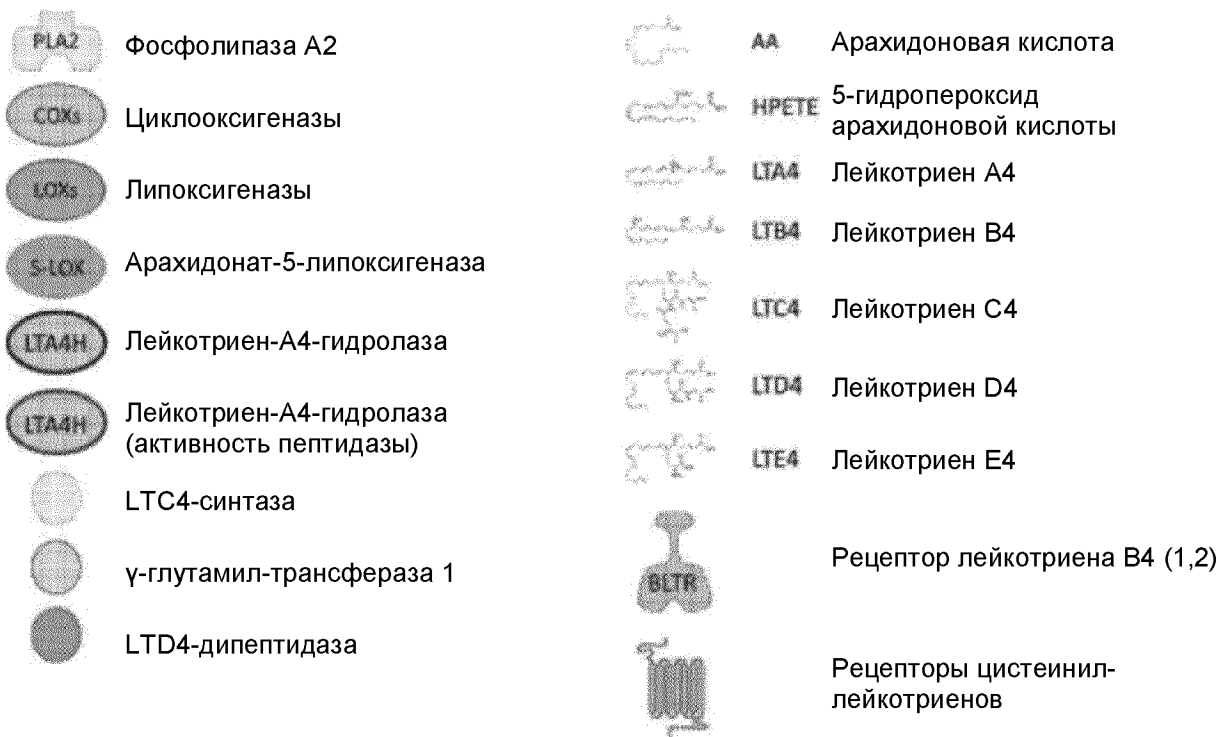 PLA2 Фосфолипаза А2
COXs Циклооксигеназы
LOXs Липоксигеназы
5-LOX Арахидонат-5-липоксигеназа
LTA4H Лейкотриен-А4-гидролаза
LTA4H Лейкотриен-А4-гидролаза
(активность пептидазы)
LTC4-синтаза
γ-глутамил-трансфераза 1
LTD4-дипептидаза
AA Арахидоновая кислота
HPETE 5-гидропероксид
арахидоновой кислоты
LTA4 Лейкотриен А4
LTB4 Лейкотриен В4
LTC4 Лейкотриен С4
LTD4 Лейкотриен D4
LTE4 Лейкотриен Е4
BLTR Рецептор лейкотриена В4 (1,2)
Рецепторы цистеинил-
лейкотриенов